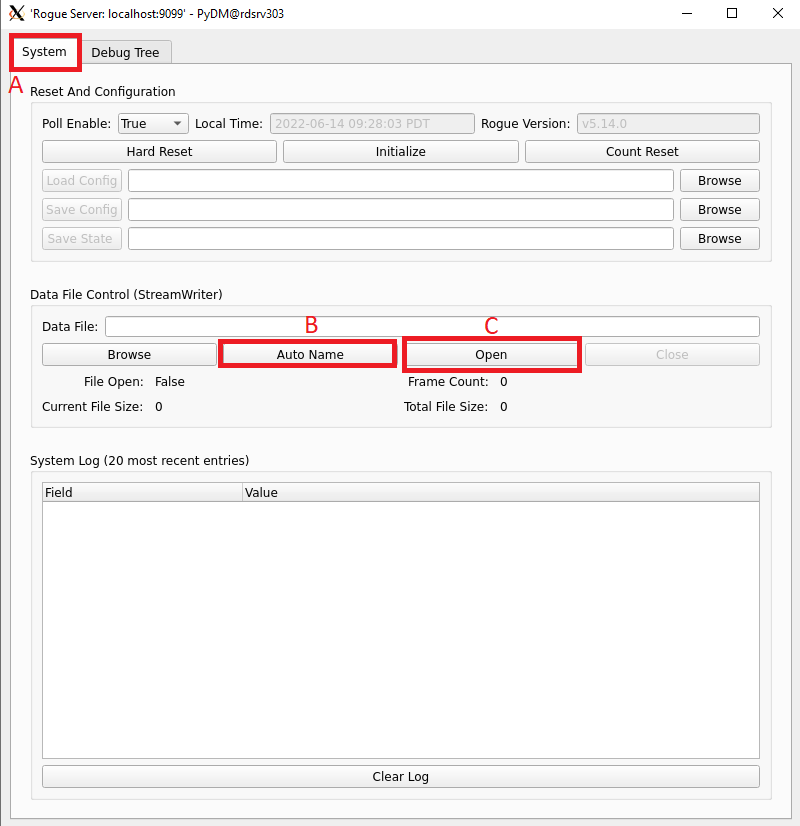 'Rogue Server: localhost:9099' - PyDM@rdsrv303
System Debug Tree
A
Reset And Configuration
Poll Enable: True Local Time: 2022-06-14 09:28:03 PDT Rogue Version: v5.14.0
Hard Reset Initialize Count Reset
Load Config Browse
Save Config Browse
Save State Browse
Data File Control (StreamWriter)
B C
Data File:
Browse Auto Name Open Close
File Open: False Frame Count: 0
Current File Size: 0 Total File Size: 0
System Log (20 most recent entries)
Field Value
Clear Log